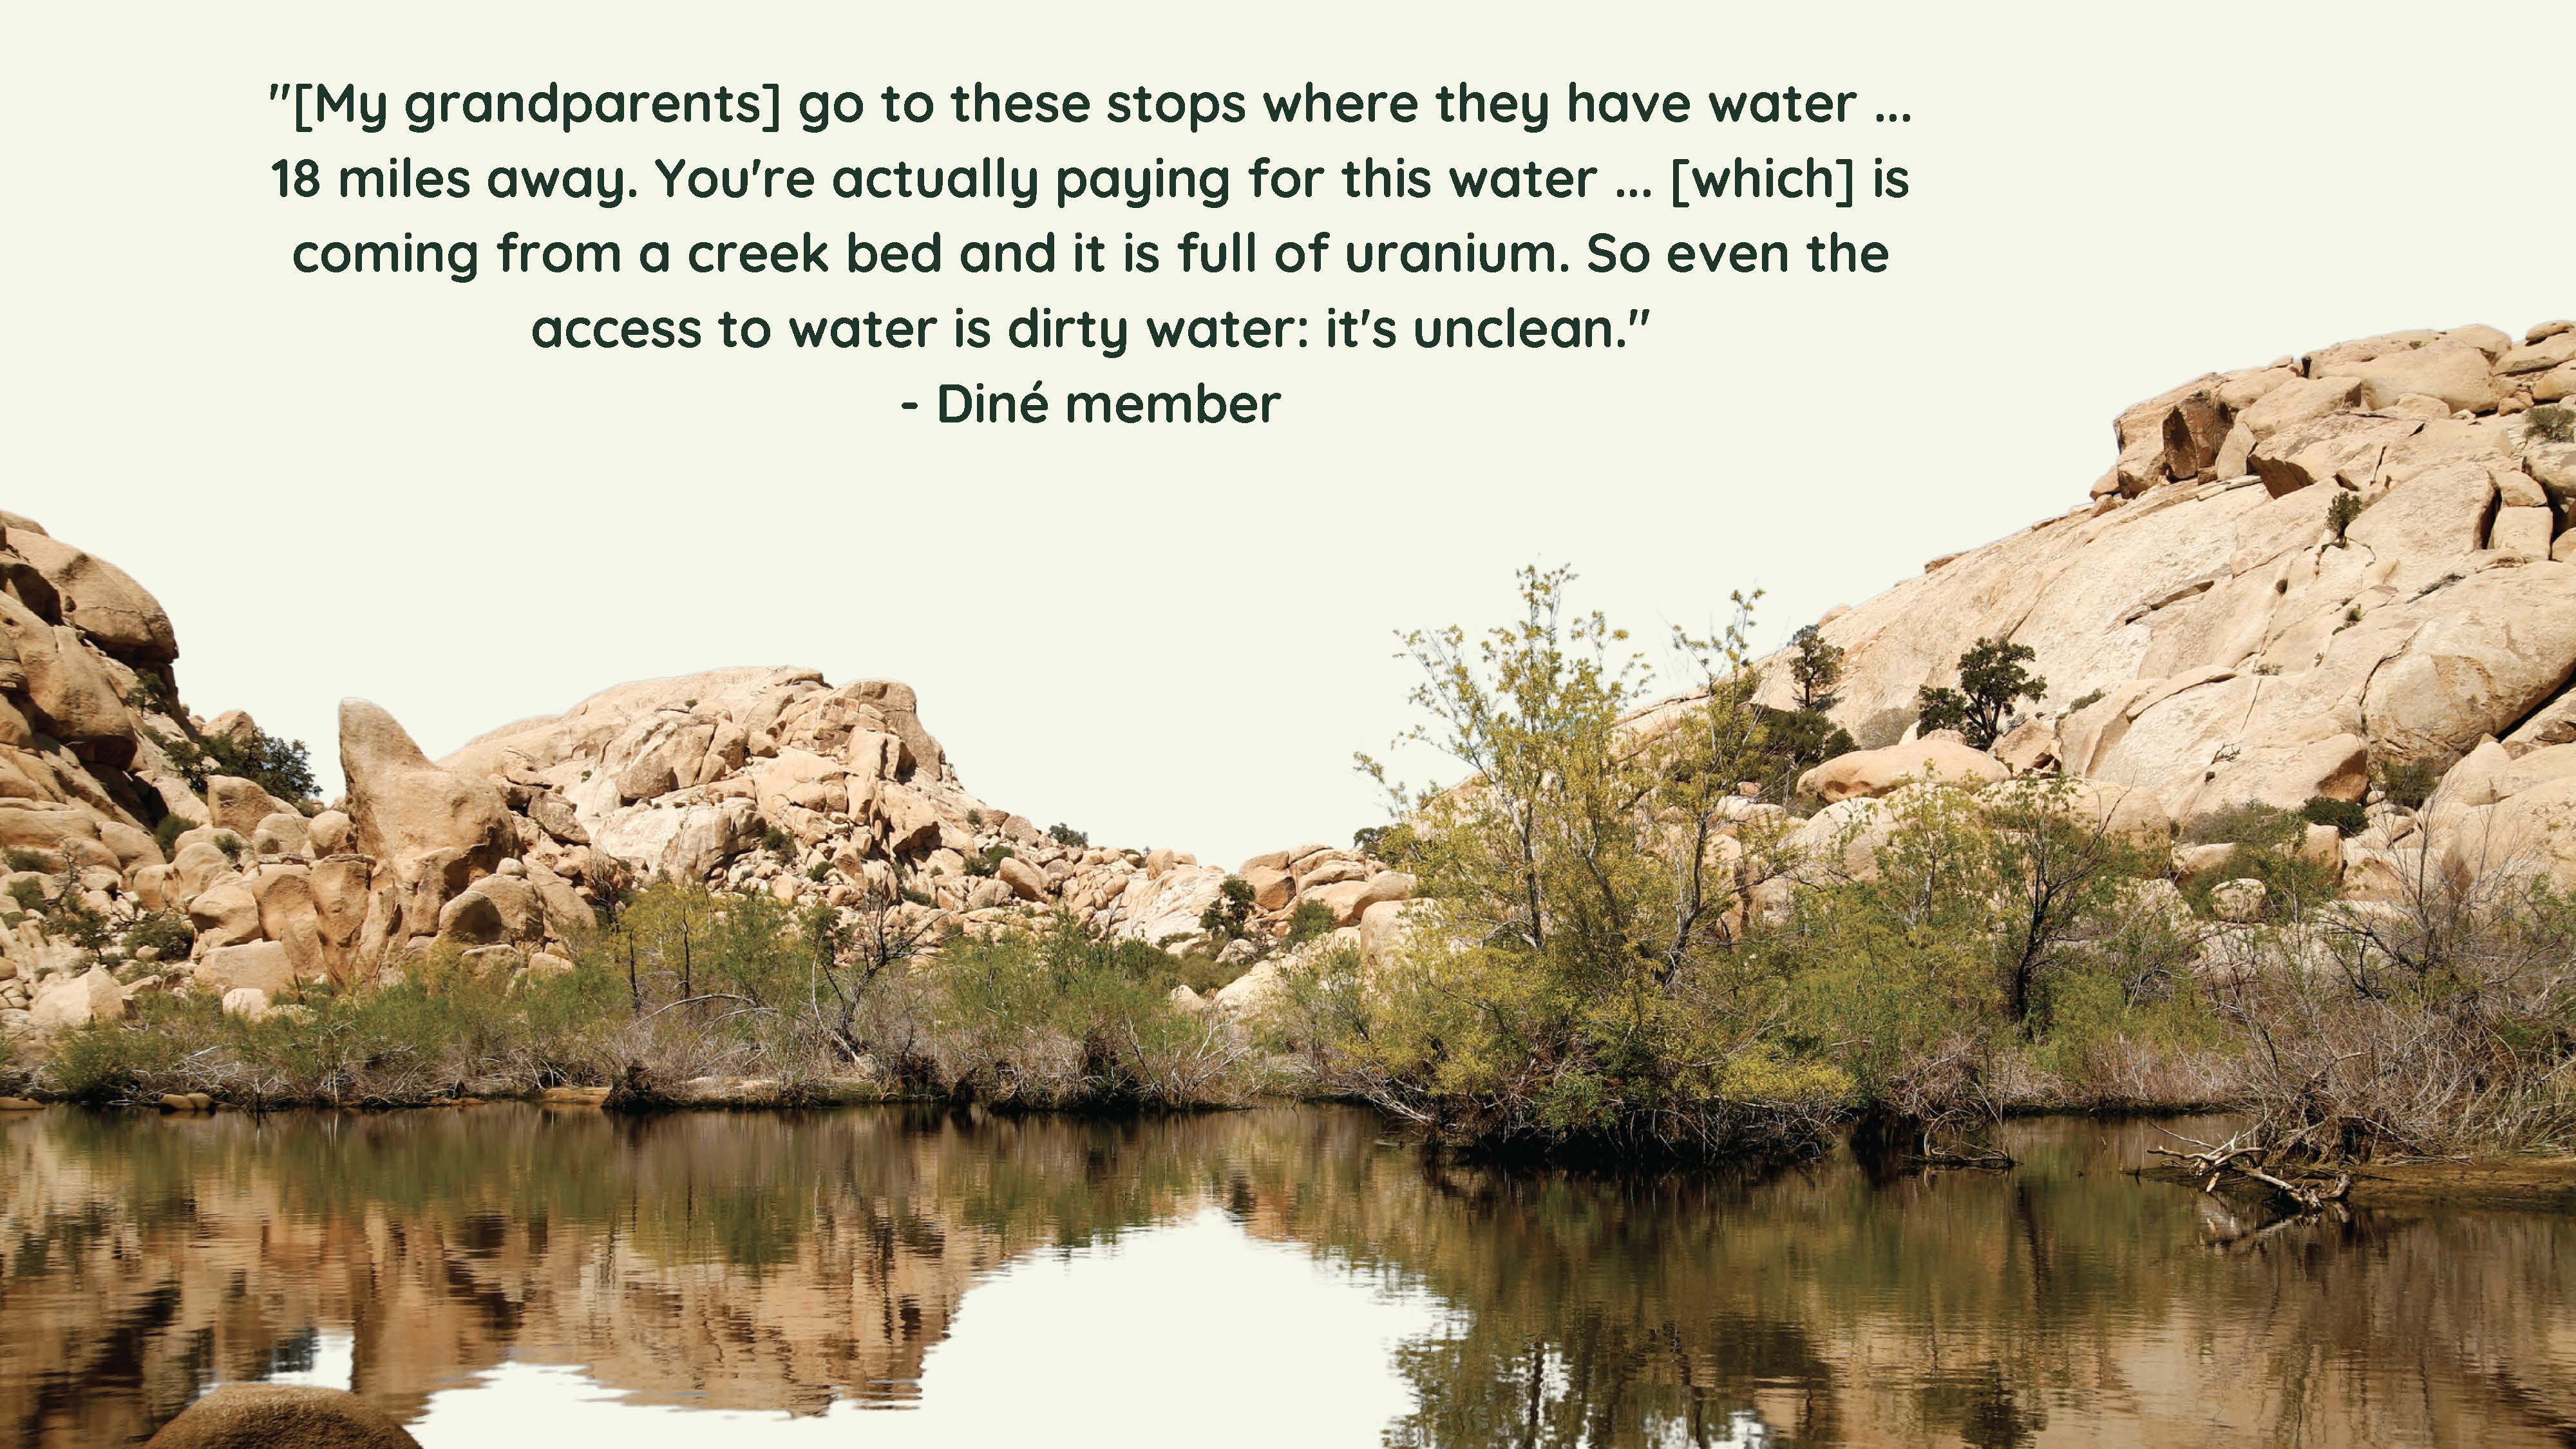 "[My grandparents] go to these stops where they have water ...
18 miles away. You're actually paying for this water ... [which] is
coming from a creek bed and it is full of uranium. So even the
access to water is dirty water: it's unclean."
- Diné member